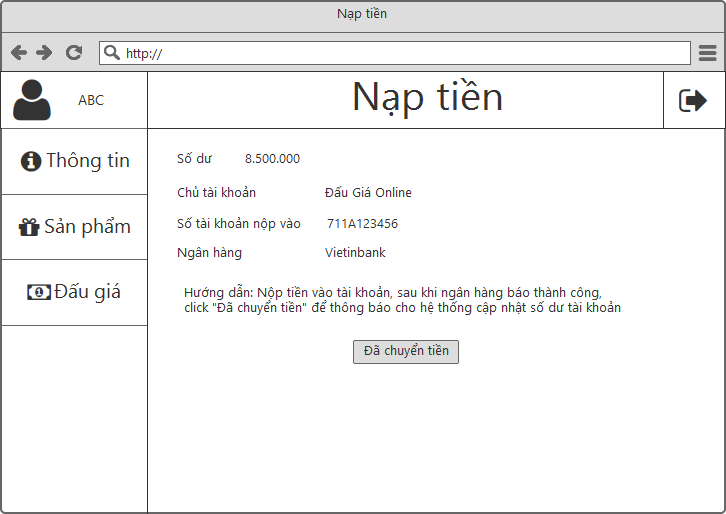 Nạp tiền
http://
ABC
Nạp tiền
Thông tin
Sản phẩm
Đấu giá
Số dư 8.500.000
Chủ tài khoản Đấu Giá Online
Số tài khoản nộp vào 711A123456
Ngân hàng Vietinbank
Hướng dẫn: Nộp tiền vào tài khoản, sau khi ngân hàng báo thành công,
click "Đã chuyển tiền" để thông báo cho hệ thống cập nhật số dư tài khoản
Đã chuyển tiền